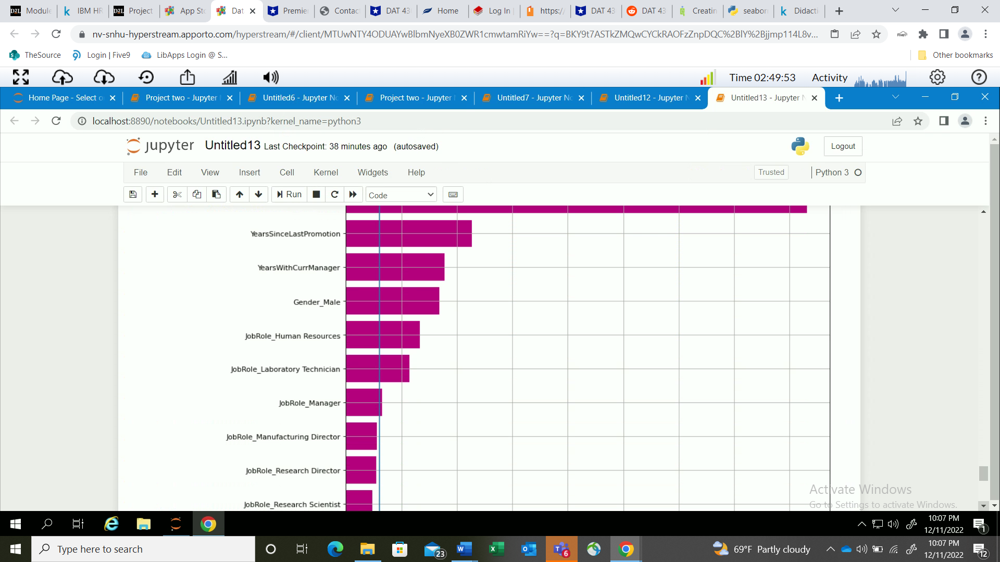 Module
IBM HR
Project
App Sto
Dat
Premie
Contac
DAT 43
Home
Log In
https:/
DAT 43
DAT 43
Creatin
seabor
Didacti
nv-snhu-hyperstream.apporto.com/hyperstream/#/client/MTUwNTY4ODUAYwBlbmNyeXB0ZWR1cmwtamRiYw==?q=BKY9t7ASTkZMQwCYCkRAOFzZnpDQC%2BlY%2Bjjmp114L8v...
TheSource
Login | Five9
LibApps Login @ S...
Other bookmarks
Time 02:49:53
Activity
Home Page - Select o
Project two - Jupyter
Untitled6 - Jupyter No
Project two - Jupyter
Untitled7 - Jupyter No
Untitled12 - Jupyter N
Untitled13 - Jupyter N
localhost:8890/notebooks/Untitled13.ipynb?kernel_name=python3
jupyter Untitled13 Last Checkpoint: 38 minutes ago (autosaved)
Logout
File Edit View Insert Cell Kernel Widgets Help
Trusted
Python 3
Run
Code
YearsSinceLastPromotion
YearsWithCurrManager
Gender_Male
JobRole_Human Resources
JobRole_Laboratory Technician
JobRole_Manager
JobRole_Manufacturing Director
JobRole_Research Director
JobRole_Research Scientist
Activate Windows
Go to Settings to activate Windows.
10:07 PM
12/11/2022
1
Type here to search
23
6
69°F Partly cloudy
10:07 PM
12/11/2022
12